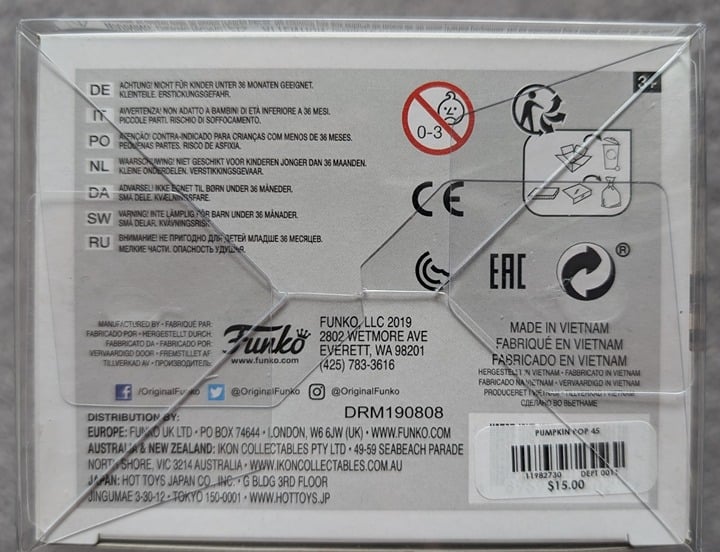 DE ACHTUNG! NICHT FÜR KINDER UNTER 36 MONATEN GEEIGNET.
KLEINTEILE. ERSTICKUNGSGEFAHR.
IT AVVERTENZA! NON ADATTO A BAMBINI DI ETÀ INFERIORE A 36 MESI.
PICCOLE PARTI. RISCHIO DI SOFFOCAMENTO.
PO ATENÇÃO! CONTRA-INDICADO PARA CRIANÇAS COM MENOS DE 36 MESES.
PEQUENAS PARTES. RISCO DE ASFIXIA.
NL WAARSCHUWING! NIET GESCHIKT VOOR KINDEREN JONGER DAN 36 MAANDEN.
KLEINE ONDERDELEN. VERSTIKKINGSGEVAAR.
DA ADVARSEL! IKKE EGNET TIL BØRN UNDER 36 MÅNEDER.
SMÅ DELE. KVÆLNINGSFARE.
SW VARNING! INTE LÄMPLIG FÖR BARN UNDER 36 MÅNADER.
SMÅ DELAR. KVÄVNINGSRISK.
RU ВНИМАНИЕ! НЕ ПРИГОДНО ДЛЯ ДЕТЕЙ МЛАДШЕ 36 МЕСЯЦЕВ.
МЕЛКИЕ ЧАСТИ. ОПАСНОСТЬ УДУШЬЯ.
0-3
3+
CE
EAC
®
MANUFACTURED BY • FABRIQUÉ PAR:
FABRICADO POR • HERGESTELLT DURCH:
FABBRICATO DA • FABRICADO POR:
VERVAARDIGD DOOR • FREMSTILLET AF
TILLVERKAD AV • ПРОИЗВОДИТЕЛЬ:
Funko
www.funko.com
FUNKO, LLC 2019
2802 WETMORE AVE
EVERETT, WA 98201
(425) 783-3616
MADE IN VIETNAM
FABRIQUÉ EN VIETNAM
FABRICADO EN VIETNAM
HERGESTELLT IN VIETNAM • FABBRICATO IN VIETNAM
FABRICADO NA VIETNAM • VERVAARDIGD IN VIETNAM
PRODUCERET I VIETNAM • TILLVERKAD I VIETNAM
СДЕЛАНО ВО ВЬЕТНАМЕ
/OriginalFunko @OriginalFunko @OriginalFunko
DRM190808
DISTRIBUTION BY:
EUROPE: FUNKO UK LTD • PO BOX 74644 • LONDON, W6 6JW (UK) • WWW.FUNKO.COM
AUSTRALIA & NEW ZEALAND: IKON COLLECTABLES PTY LTD • 49-59 SEABEACH PARADE
NORTH SHORE, VIC 3214 AUSTRALIA • WWW.IKONCOLLECTABLES.COM.AU
JAPAN: HOT TOYS JAPAN CO., INC. • G BLDG 3RD FLOOR
JINGUMAE 3-30-12 • TOKYO 150-0001 • WWW.HOTTOYS.JP
PUMPKIN POP 45
11982730 DEPT 0012
$15.00